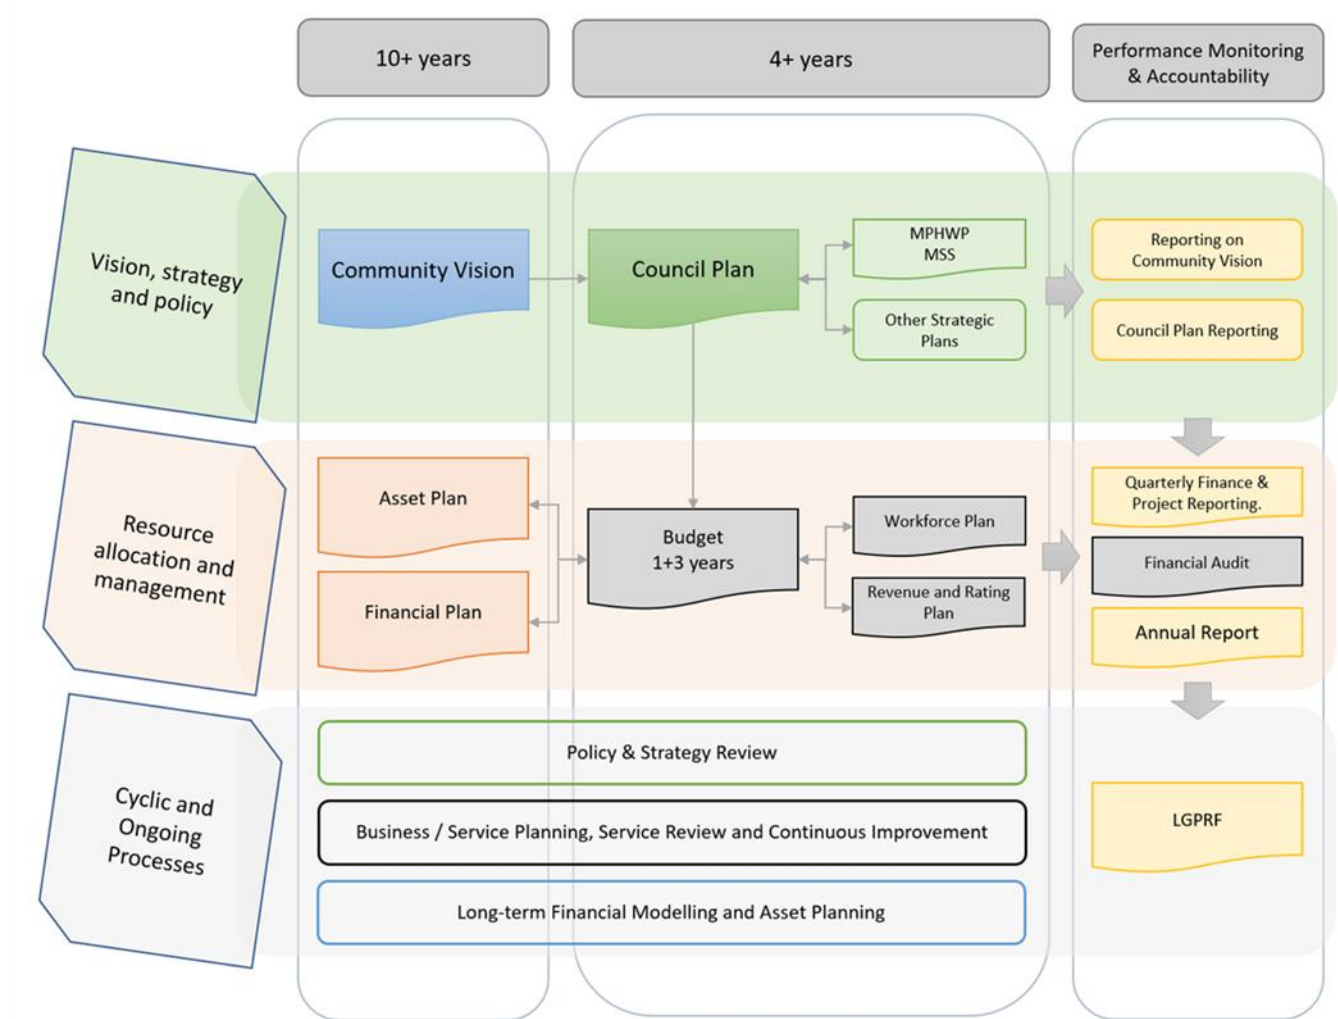 10+ years
4+ years
Performance Monitoring
& Accountability
Vision, strategy
and policy
Community Vision
Council Plan
MPHWP
MSS
Other Strategic
Plans
Reporting on
Community Vision
Council Plan Reporting
Resource
allocation and
management
Asset Plan
Financial Plan
Budget
1+3 years
Workforce Plan
Revenue and Rating
Plan
Quarterly Finance &
Project Reporting.
Financial Audit
Annual Report
Cyclic and
Ongoing
Processes
Policy & Strategy Review
Business / Service Planning, Service Review and Continuous Improvement
Long-term Financial Modelling and Asset Planning
LGPRF